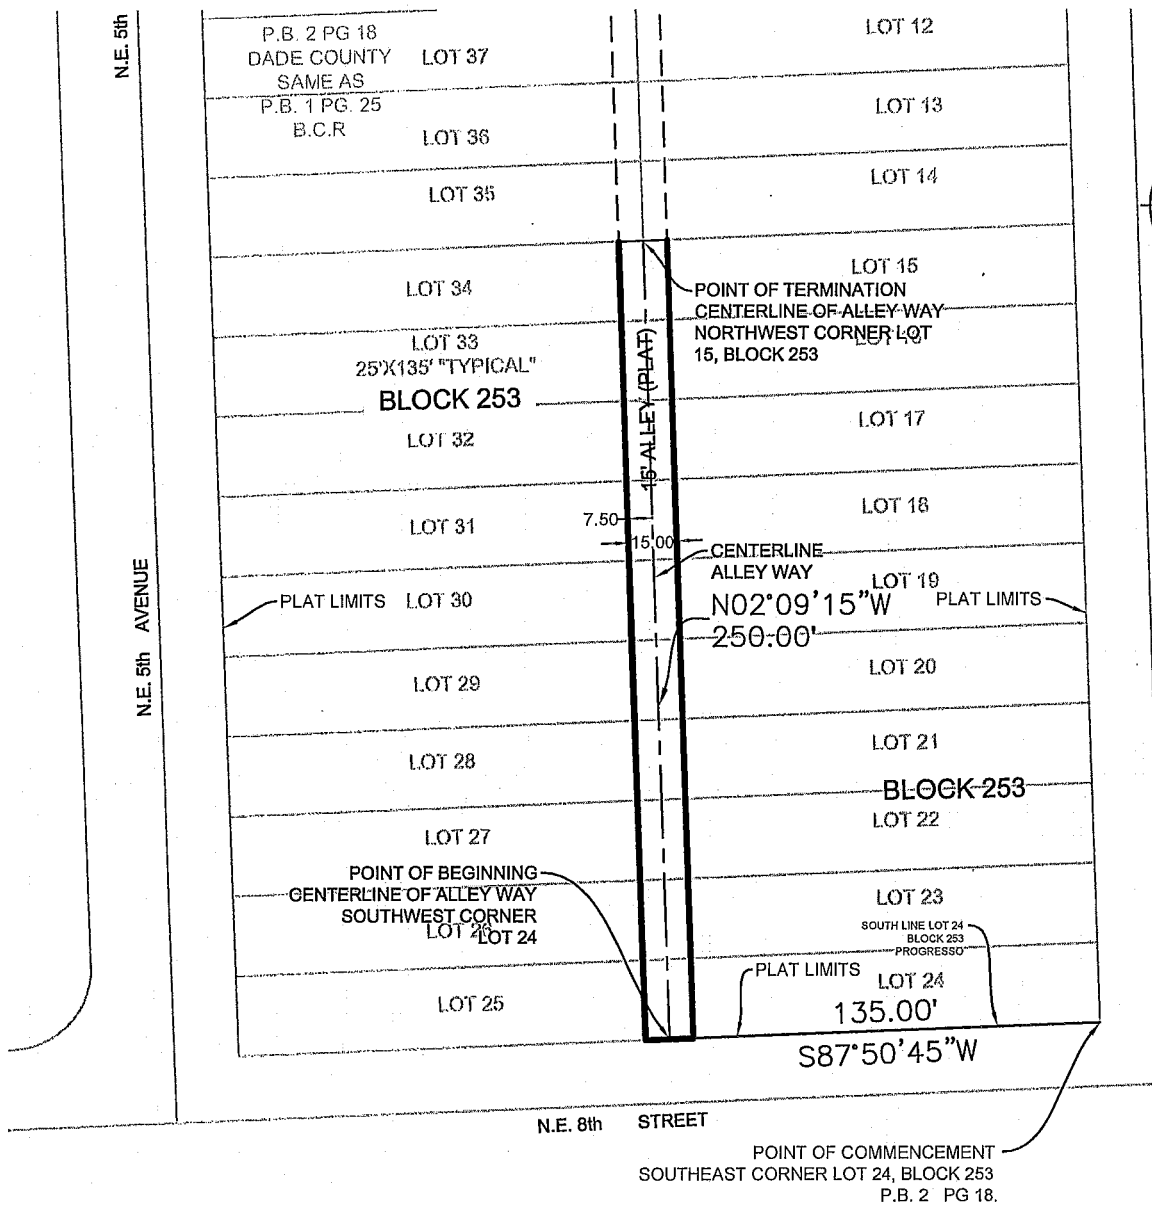 N.E. 5th
P.B. 2 PG 18
DADE COUNTY
SAME AS
P.B. 1 PG. 25
B.C.R
LOT 37
LOT 36
LOT 35
LOT 34
LOT 33
25'X135' "TYPICAL"
BLOCK 253
LOT 32
LOT 31
LOT 30
PLAT LIMITS
LOT 29
LOT 28
LOT 27
POINT OF BEGINNING
CENTERLINE OF ALLEY WAY
SOUTHWEST CORNER
LOT 24
LOT 26
LOT 25
N.E. 5th AVENUE
15' ALLEY (PLAT)
7.50
15.00
LOT 12
LOT 13
LOT 14
LOT 15
POINT OF TERMINATION
CENTERLINE OF ALLEY WAY
NORTHWEST CORNER LOT
15, BLOCK 253
LOT 17
LOT 18
CENTERLINE
ALLEY WAY
LOT 19
N02°09'15"W
250.00'
PLAT LIMITS
LOT 20
LOT 21
BLOCK 253
LOT 22
LOT 23
SOUTH LINE LOT 24
BLOCK 253
PROGRESSO
PLAT LIMITS
LOT 24
135.00'
S87°50'45"W
N.E. 8th STREET
POINT OF COMMENCEMENT
SOUTHEAST CORNER LOT 24, BLOCK 253
P.B. 2 PG 18.